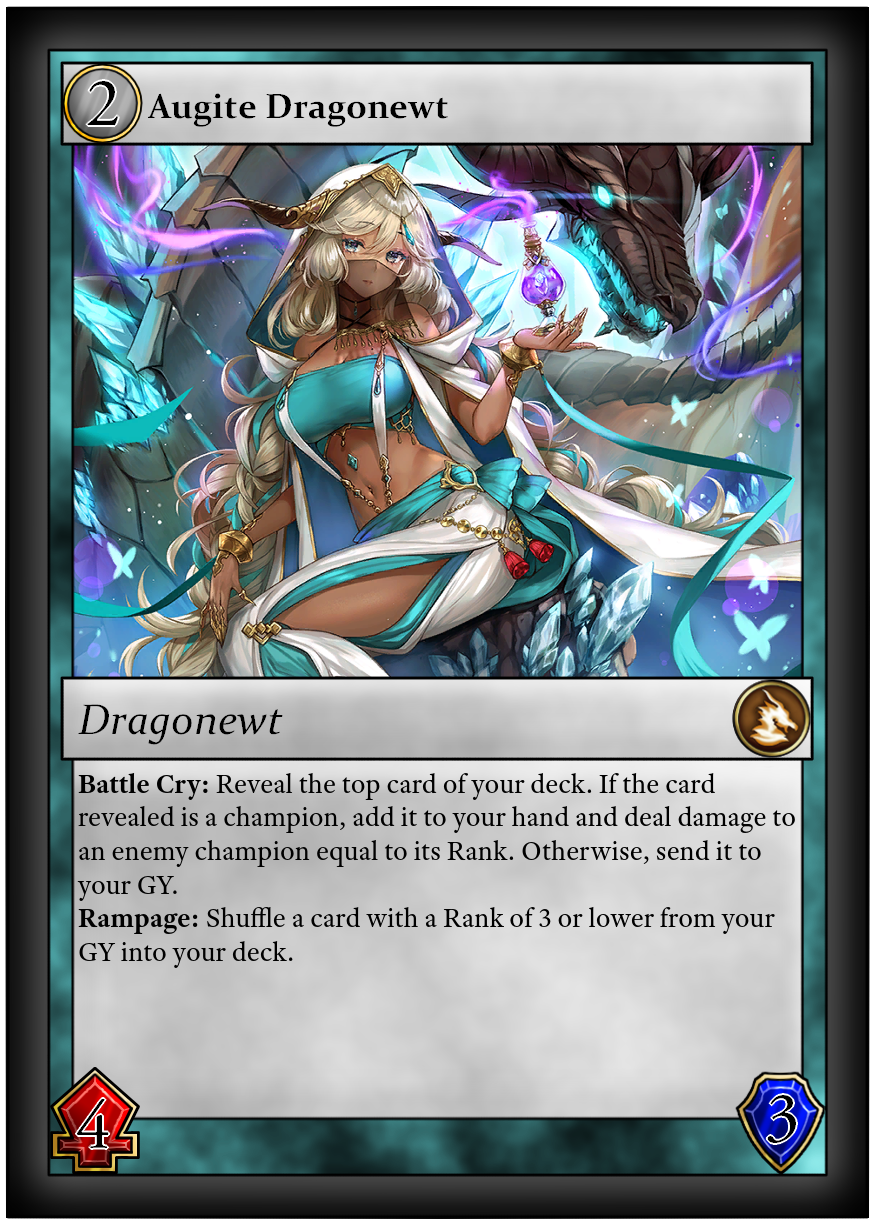 2
Augite Dragonewt
Dragonewt
Battle Cry: Reveal the top card of your deck. If the card
revealed is a champion, add it to your hand and deal damage to
an enemy champion equal to its Rank. Otherwise, send it to
your GY.
Rampage: Shuffle a card with a Rank of 3 or lower from your
GY into your deck.
4
3